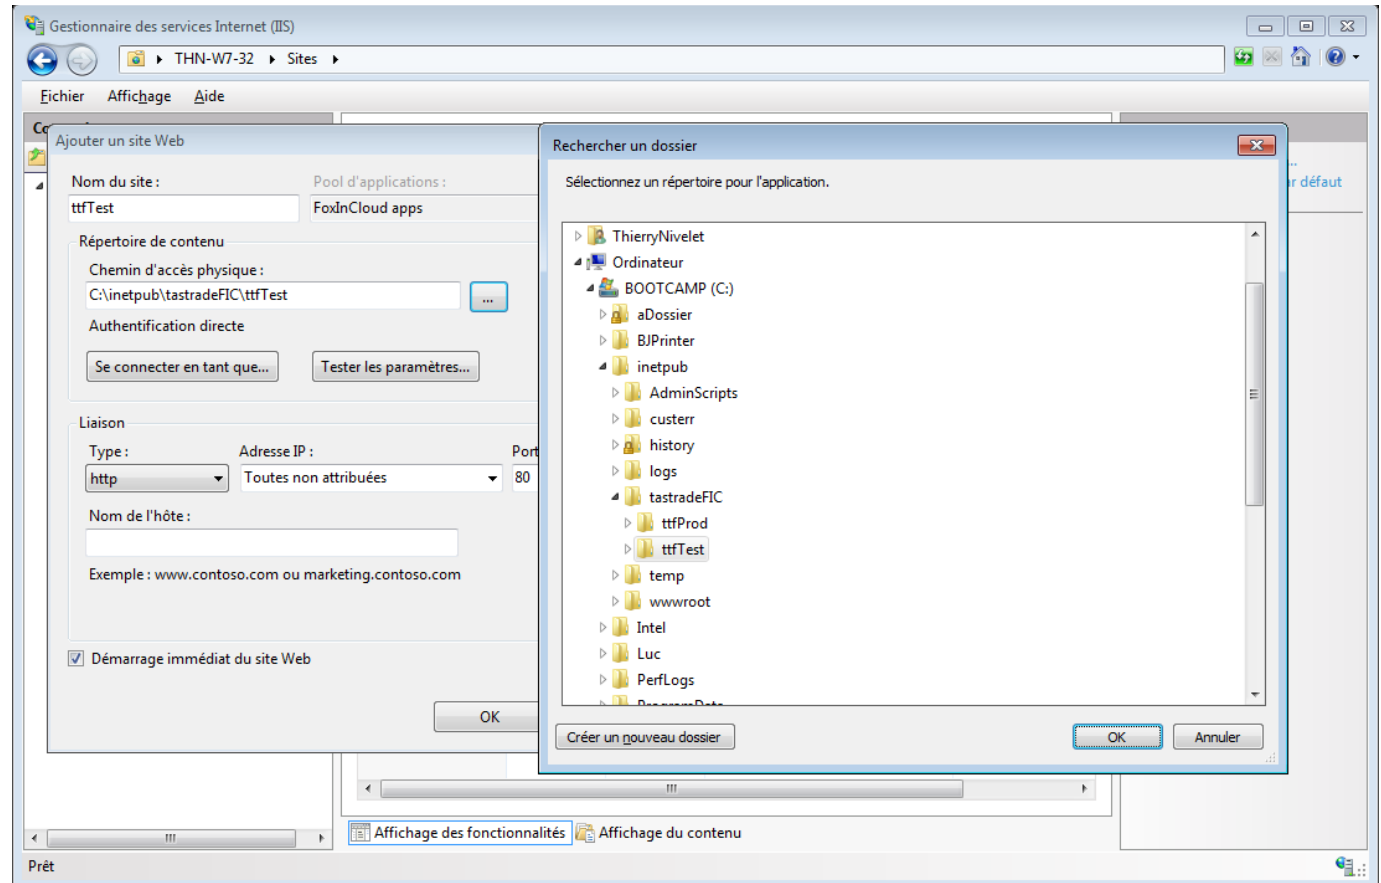 Gestionnaire des services Internet (IIS)
THN-W7-32 Sites
Fichier Affichage Aide
Ajouter un site Web
Nom du site :
Pool d'applications :
ttfTest
FoxInCloud apps
Répertoire de contenu
Chemin d'accès physique :
C:\inetpub\tastradeFIC\ttfTest
...
Authentification directe
Se connecter en tant que...
Tester les paramètres...
Liaison
Type :
Adresse IP :
Port
http
Toutes non attribuées
80
Nom de l'hôte :
Exemple : www.contoso.com ou marketing.contoso.com
Démarrage immédiat du site Web
OK
Rechercher un dossier
Sélectionnez un répertoire pour l'application.
ThierryNivelet
Ordinateur
BOOTCAMP (C:)
aDossier
BJPrinter
inetpub
AdminScripts
custerr
history
logs
tastradeFIC
ttfProd
ttfTest
temp
wwwroot
Intel
Luc
PerfLogs
ProgramData
Créer un nouveau dossier
OK
Annuler
...
défaut
Affichage des fonctionnalités
Affichage du contenu
Prêt